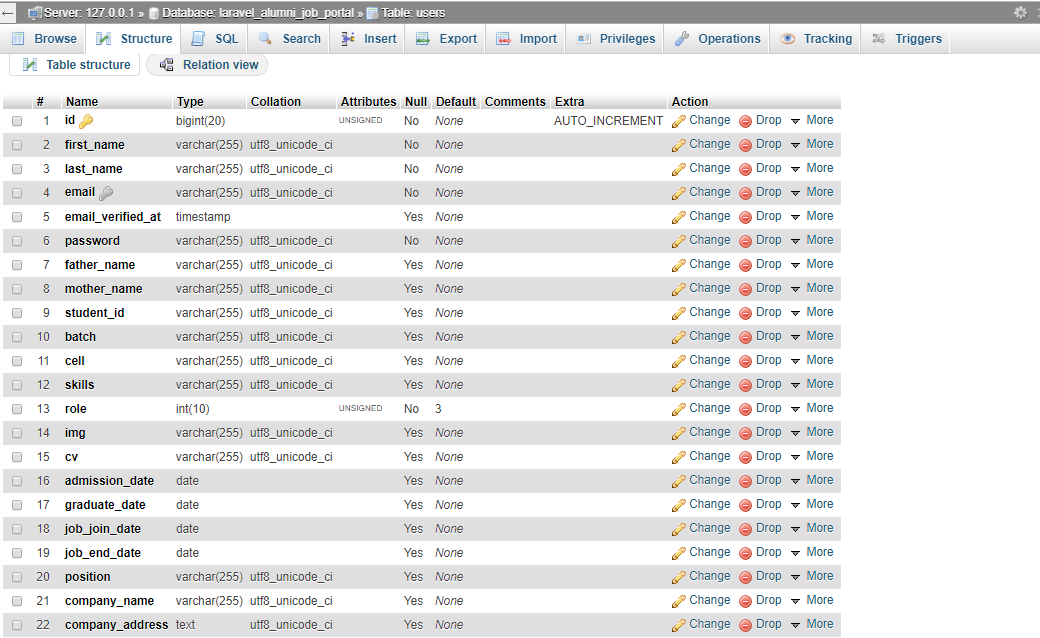 Server: 127.0.0.1 » Database: laravel_alumni_job_portal » Table: users
Browse Structure SQL Search Insert Export Import Privileges Operations Tracking Triggers
Table structure Relation view
# Name Type Collation Attributes Null Default Comments Extra Action
1 id bigint(20) UNSIGNED No None AUTO_INCREMENT Change Drop More
2 first_name varchar(255) utf8_unicode_ci No None Change Drop More
3 last_name varchar(255) utf8_unicode_ci No None Change Drop More
4 email varchar(255) utf8_unicode_ci No None Change Drop More
5 email_verified_at timestamp Yes None Change Drop More
6 password varchar(255) utf8_unicode_ci No None Change Drop More
7 father_name varchar(255) utf8_unicode_ci Yes None Change Drop More
8 mother_name varchar(255) utf8_unicode_ci Yes None Change Drop More
9 student_id varchar(255) utf8_unicode_ci Yes None Change Drop More
10 batch varchar(255) utf8_unicode_ci Yes None Change Drop More
11 cell varchar(255) utf8_unicode_ci Yes None Change Drop More
12 skills varchar(255) utf8_unicode_ci Yes None Change Drop More
13 role int(10) UNSIGNED No 3 Change Drop More
14 img varchar(255) utf8_unicode_ci Yes None Change Drop More
15 cv varchar(255) utf8_unicode_ci Yes None Change Drop More
16 admission_date date Yes None Change Drop More
17 graduate_date date Yes None Change Drop More
18 job_join_date date Yes None Change Drop More
19 job_end_date date Yes None Change Drop More
20 position varchar(255) utf8_unicode_ci Yes None Change Drop More
21 company_name varchar(255) utf8_unicode_ci Yes None Change Drop More
22 company_address text utf8_unicode_ci Yes None Change Drop More